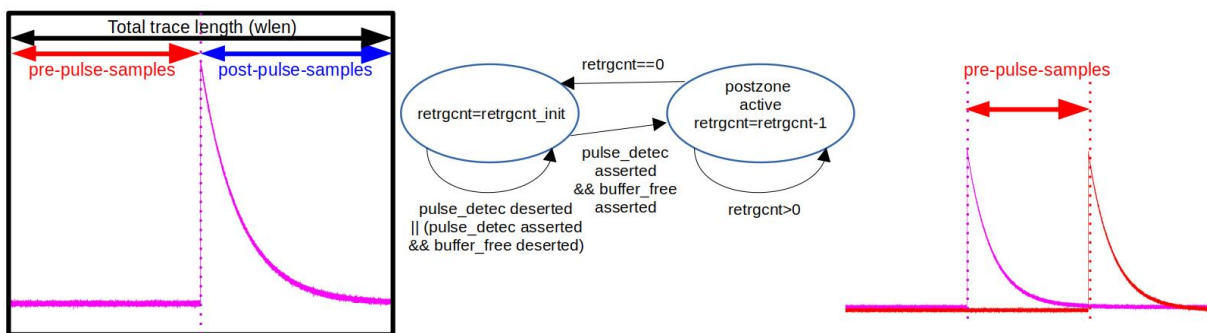 Total trace length (wlen)
pre-pulse-samples
post-pulse-samples
retrgcnt==0
retrgcnt=retrgcnt_init
postzone
active
retrgcnt=retrgcnt-1
pulse_detec
asserted
&& buffer_free
asserted
pulse_detec deserted
|| (pulse_detec asserted
&& buffer_free deserted)
retrgcnt>0
pre-pulse-samples